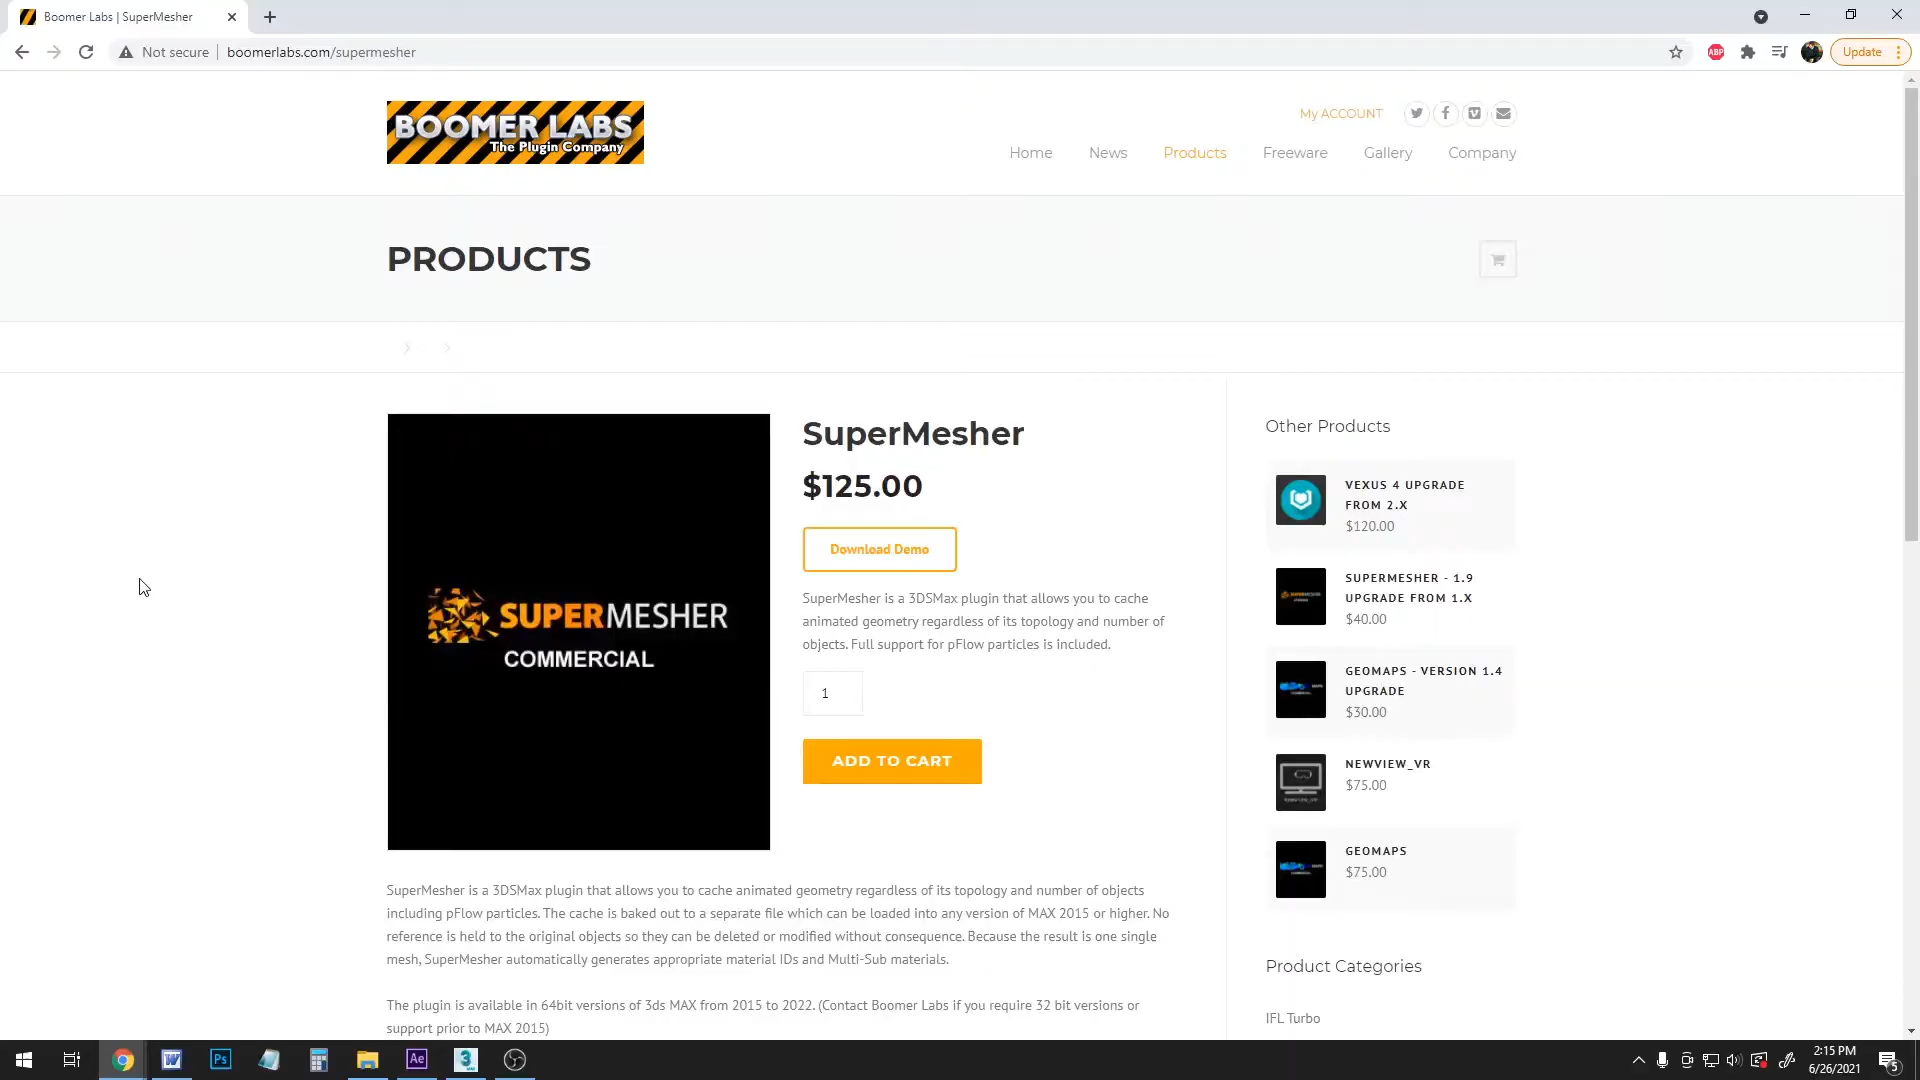 Boomer Labs | SuperMesher
Not secure
boomerlabs.com/supermesher
ABP
Update
BOOMER LABS
The Plugin Company
My ACCOUNT
Home
News
Products
Freeware
Gallery
Company
PRODUCTS
SUPERMESHER
COMMERCIAL
SuperMesher
$125.00
Download Demo
SuperMesher is a 3DSMax plugin that allows you to cache
animated geometry regardless of its topology and number of
objects. Full support for pFlow particles is included.
1
ADD TO CART
SuperMesher is a 3DSMax plugin that allows you to cache animated geometry regardless of its topology and number of objects
including pFlow particles. The cache is baked out to a separate file which can be loaded into any version of MAX 2015 or higher. No
reference is held to the original objects so they can be deleted or modified without consequence. Because the result is one single
mesh, SuperMesher automatically generates appropriate material IDs and Multi-Sub materials.
The plugin is available in 64bit versions of 3ds MAX from 2015 to 2022. (Contact Boomer Labs if you require 32 bit versions or
support prior to MAX 2015)
Other Products
VEXUS 4 UPGRADE
FROM 2.X
$120.00
SUPERMESHER - 1.9
UPGRADE FROM 1.X
$40.00
GEOMAPS - VERSION 1.4
UPGRADE
$30.00
NEWVIEW_VR
$75.00
GEOMAPS
$75.00
Product Categories
IFL Turbo
W
Ps
Ae
3
2:15 PM
6/26/2021
5